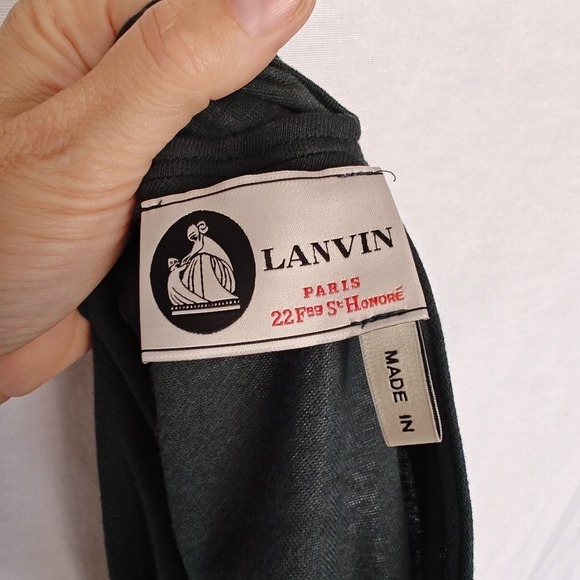 LANVIN
PARIS
22 Fbg St Honoré
MADE IN